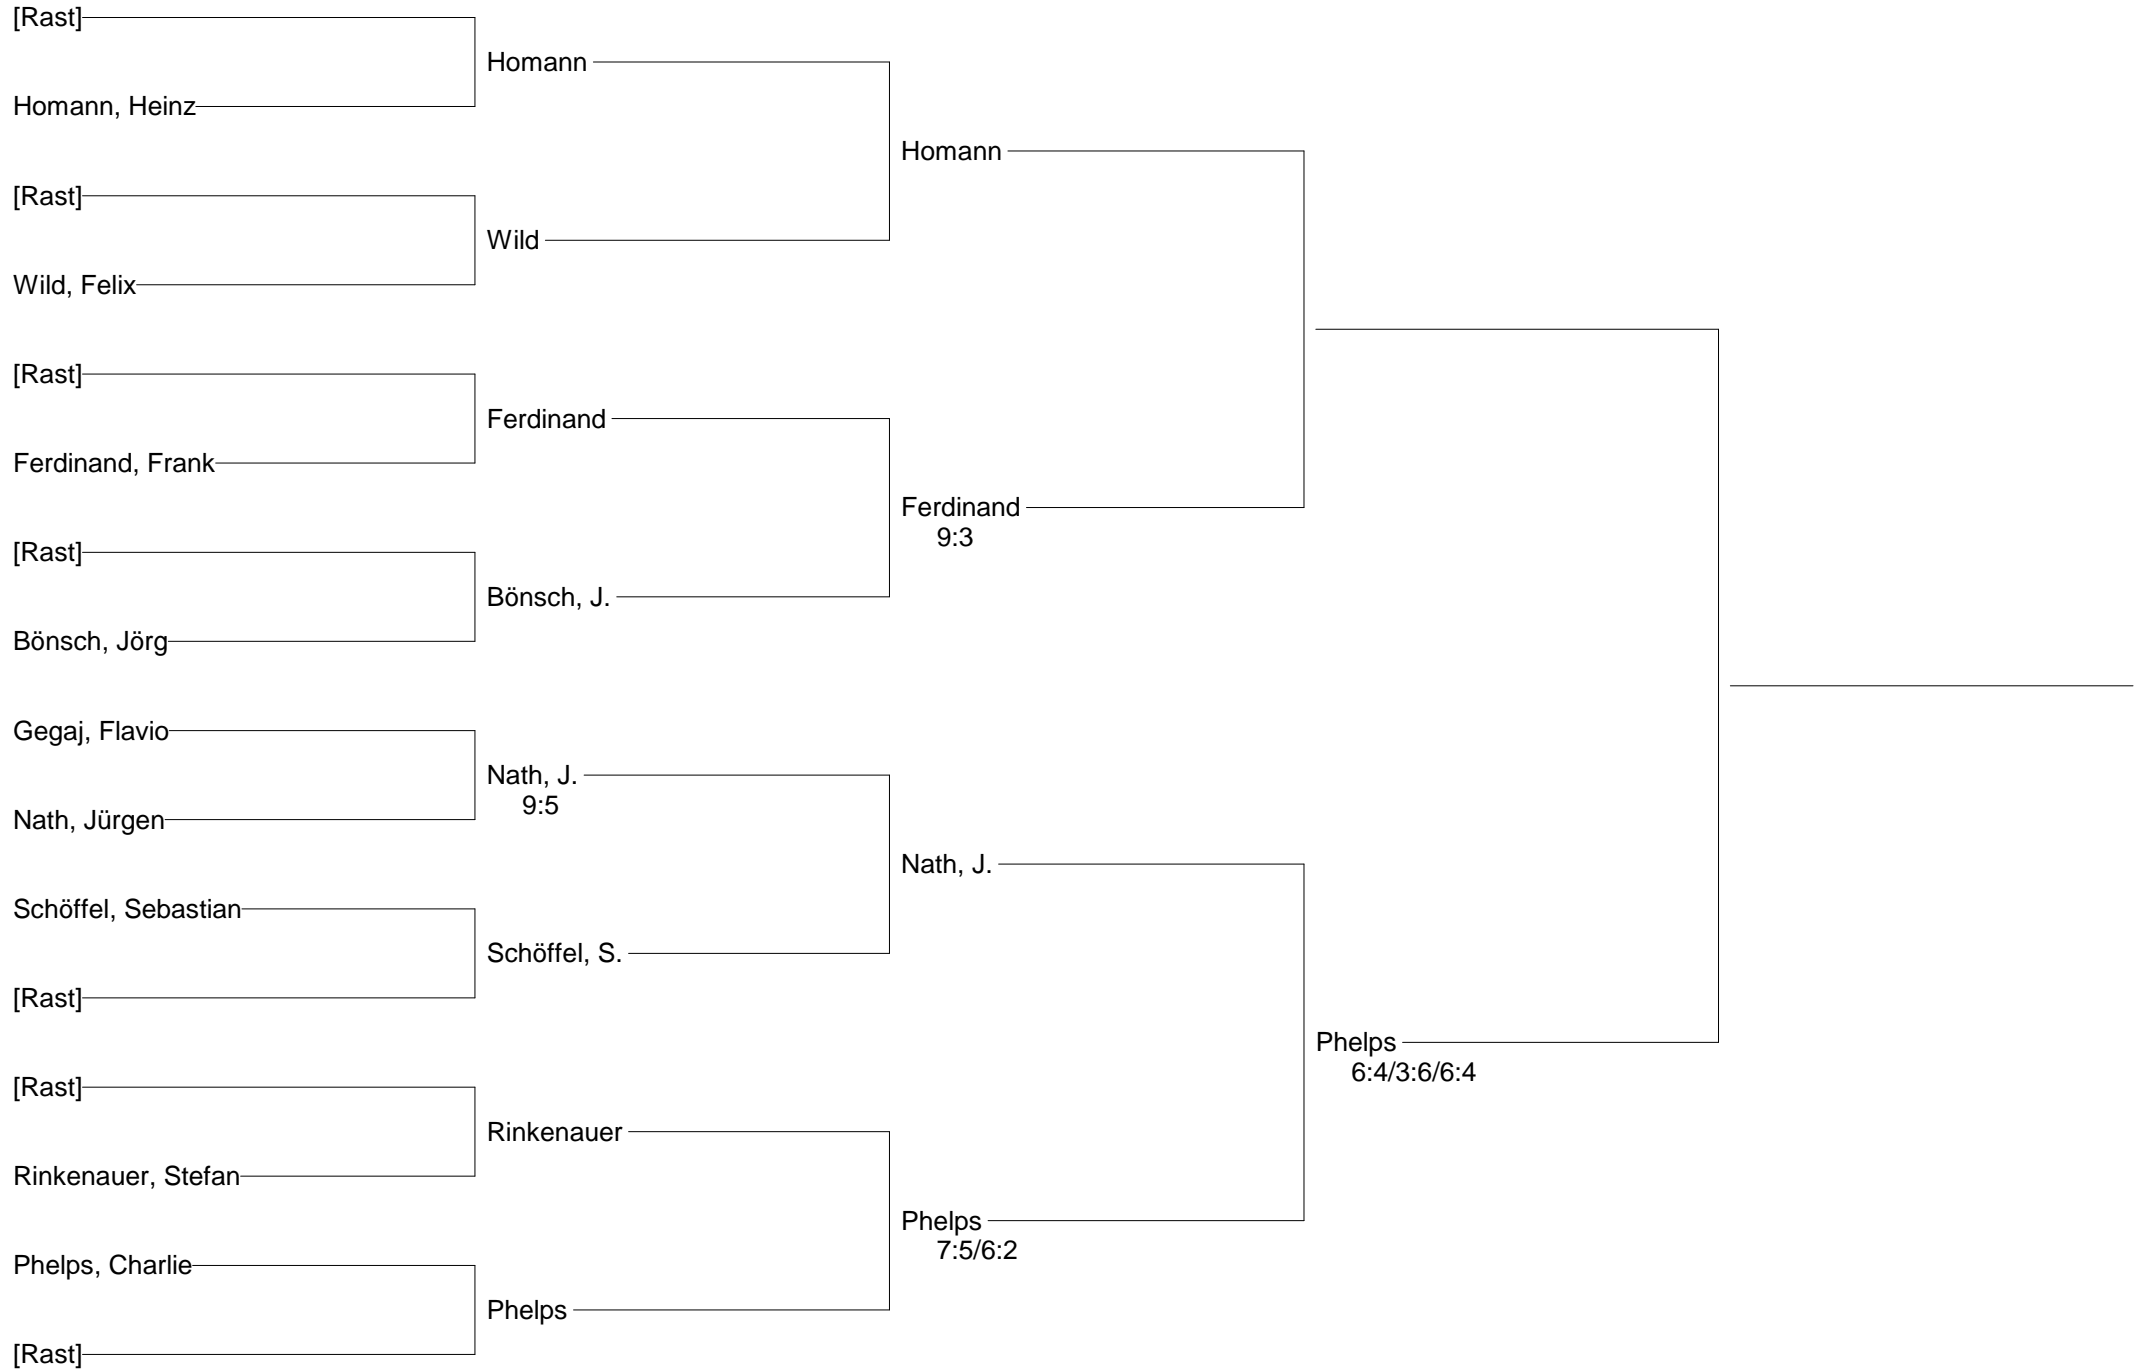 [Rast]
Homann
Homann, Heinz
Homann
[Rast]
Wild
Wild, Felix
[Rast]
Ferdinand
Ferdinand, Frank
Ferdinand
9:3
[Rast]
Bönsch, J.
Bönsch, Jörg
Gegaj, Flavio
Nath, J.
9:5
Nath, Jürgen
Nath, J.
Schöffel, Sebastian
Schöffel, S.
[Rast]
Phelps
6:4/3:6/6:4
[Rast]
Rinkenauer
Rinkenauer, Stefan
Phelps
7:5/6:2
Phelps, Charlie
Phelps
[Rast]